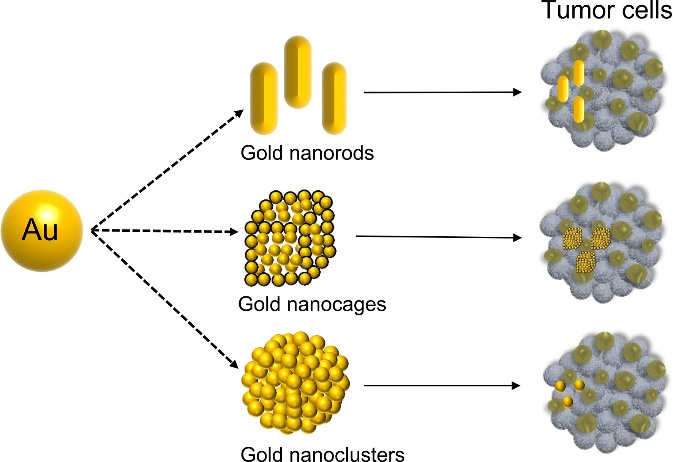 Tumor cells
Gold nanorods
Au
Gold nanocages
Gold nanoclusters